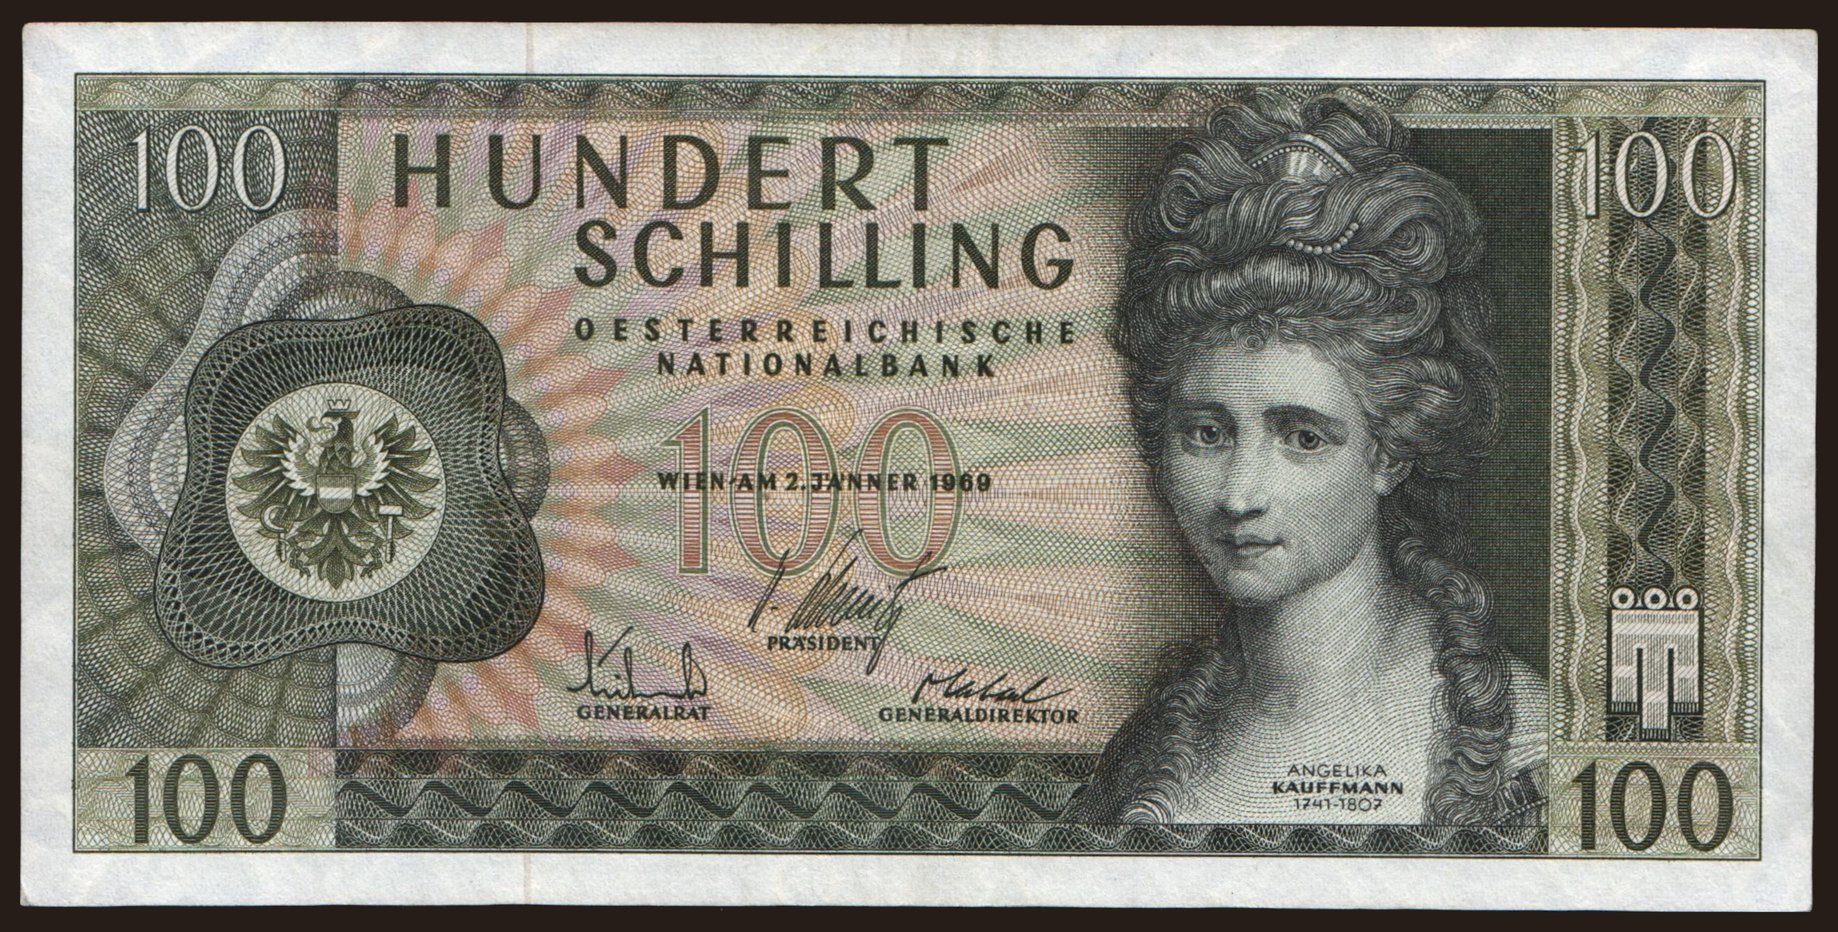 100
HUNDERT
100
SCHILLING
OESTERREICHISCHE
NATIONALBANK
100
WIEN·AM 2. JÄNNER 1969
PRÄSIDENT
GENERALRAT
GENERALDIREKTOR
ANGELIKA
KAUFFMANN
1741-1807
100
100